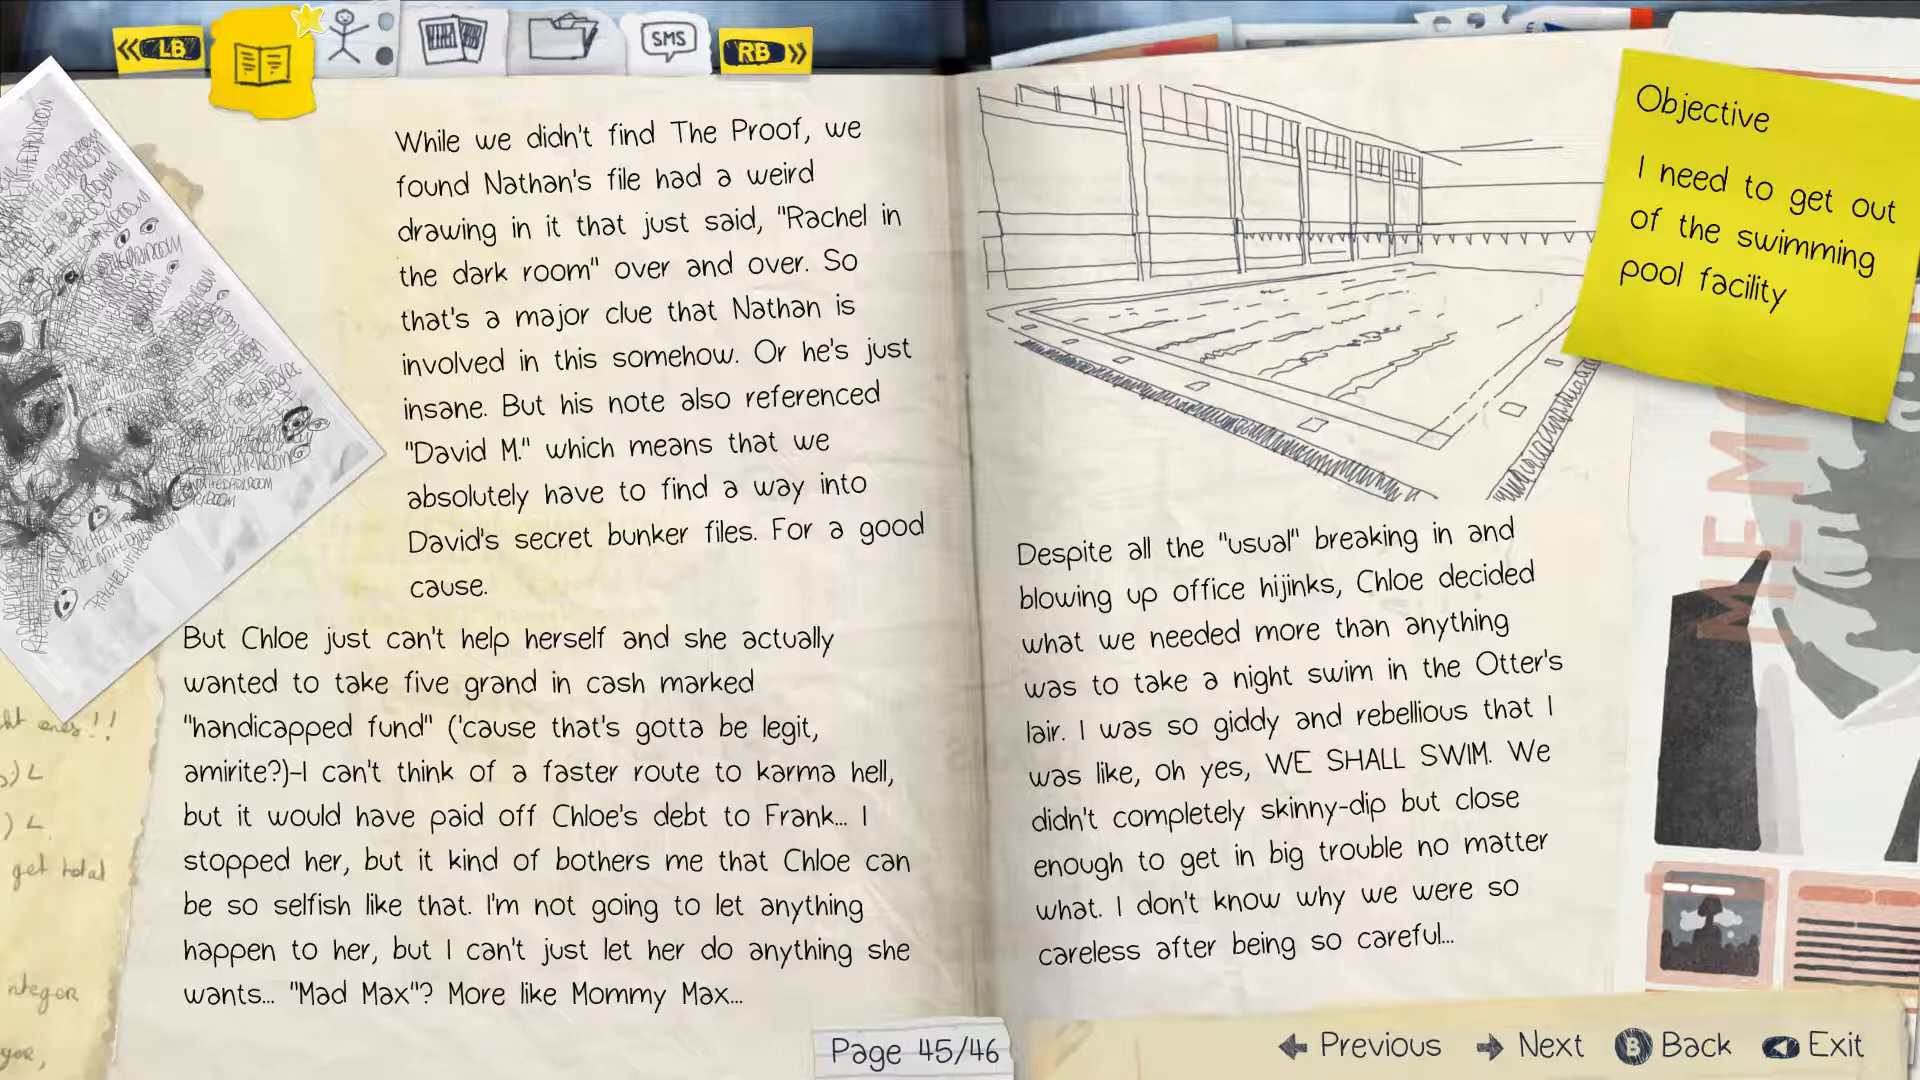 LB
SMS
RB
While we didn't find The Proof, we
found Nathan's file had a weird
drawing in it that just said, "Rachel in
the dark room" over and over. So
that's a major clue that Nathan is
involved in this somehow. Or he's just
insane. But his note also referenced
"David M." which means that we
absolutely have to find a way into
David's secret bunker files. For a good
cause.
But Chloe just can't help herself and she actually
wanted to take five grand in cash marked
"handicapped fund" ('cause that's gotta be legit,
amirite?)–I can't think of a faster route to karma hell,
but it would have paid off Chloe's debt to Frank... I
stopped her, but it kind of bothers me that Chloe can
be so selfish like that. I'm not going to let anything
happen to her, but I can't just let her do anything she
wants... "Mad Max"? More like Mommy Max...
get total
Page 45/46
Objective
I need to get out
of the swimming
pool facility
Despite all the "usual" breaking in and
blowing up office hijinks, Chloe decided
what we needed more than anything
was to take a night swim in the Otter's
lair. I was so giddy and rebellious that I
was like, oh yes, WE SHALL SWIM. We
didn't completely skinny-dip but close
enough to get in big trouble no matter
what. I don't know why we were so
careless after being so careful...
Previous
Next
B Back
Exit